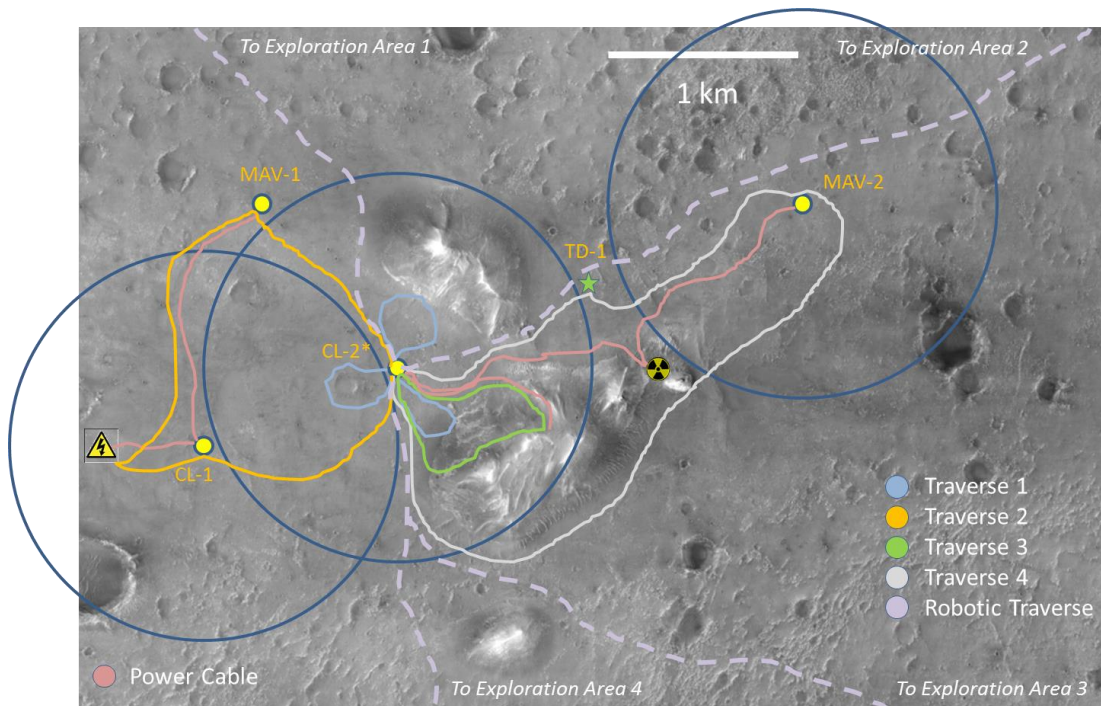 To Exploration Area 1
To Exploration Area 2
1 km
MAV-1
MAV-2
TD-1
CL-2*
CL-1
Traverse 1
Traverse 2
Traverse 3
Traverse 4
Robotic Traverse
Power Cable
To Exploration Area 4
To Exploration Area 3